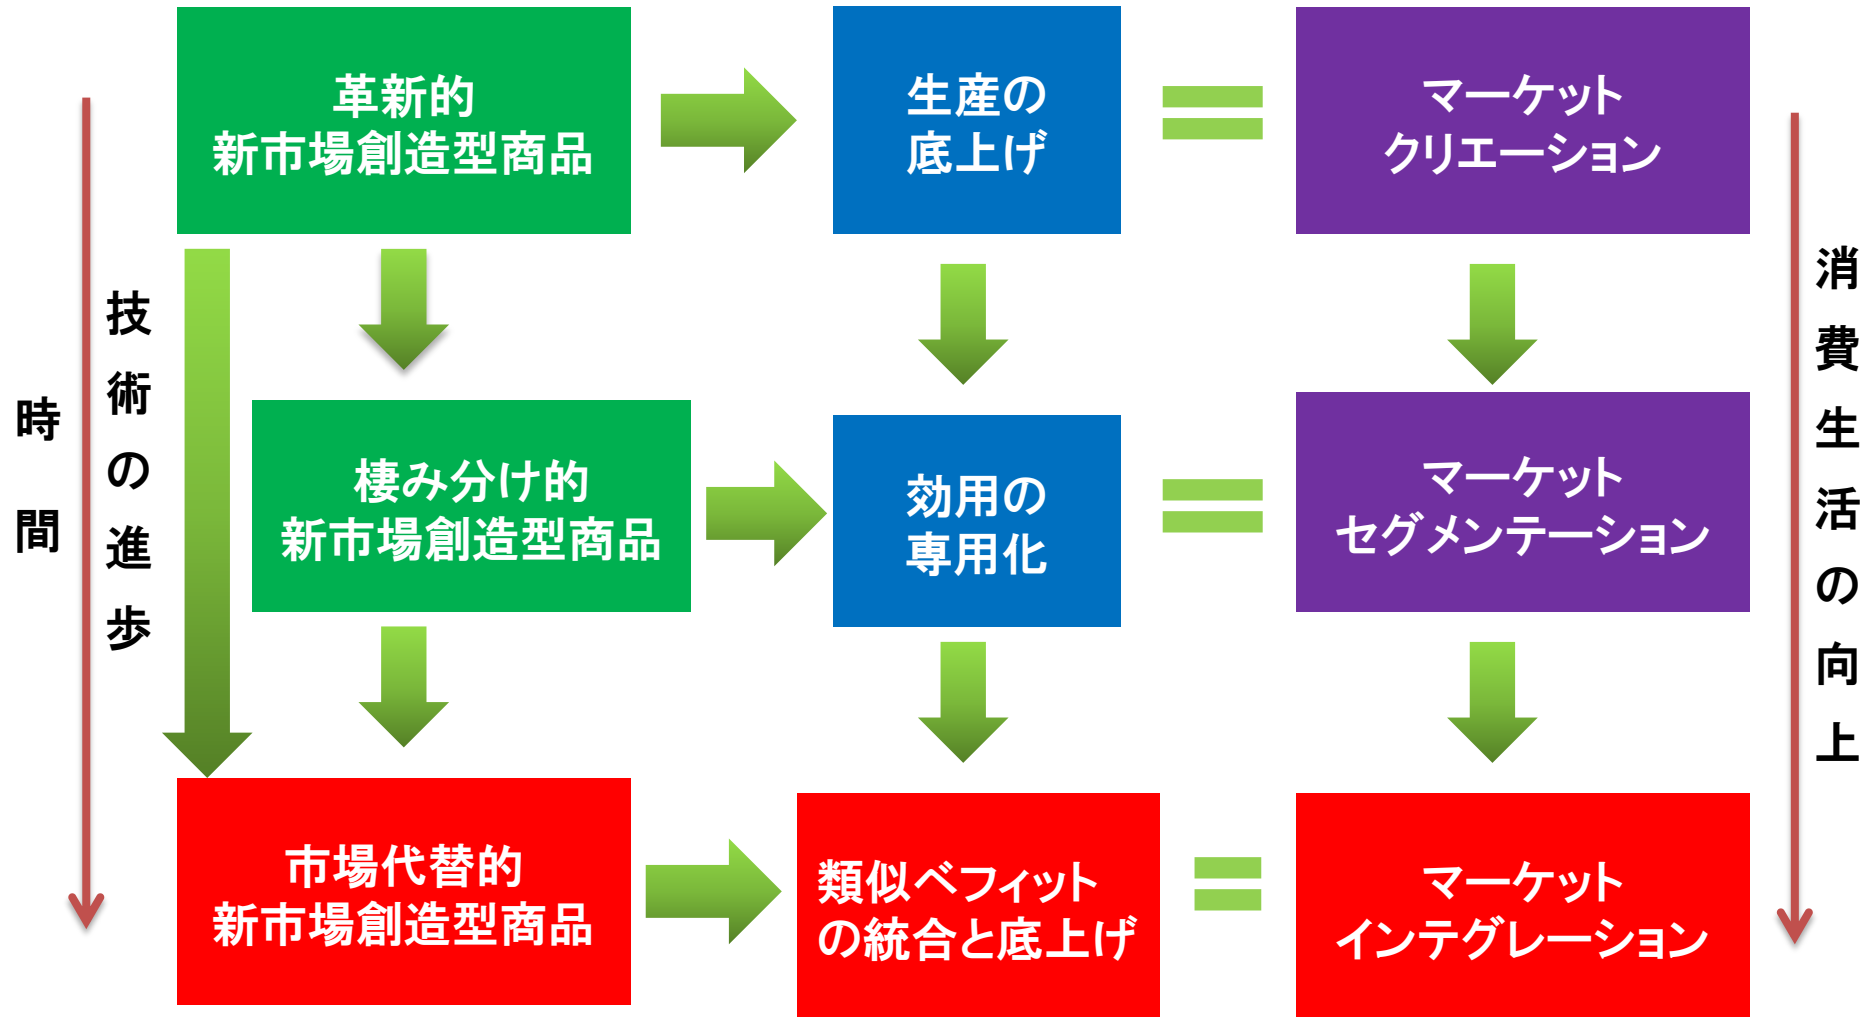 革新的
新市場創造型商品
生産の
底上げ
マーケット
クリエーション
時間
技術の進歩
消費生活の向上
棲み分け的
新市場創造型商品
効用の
専用化
マーケット
セグメンテーション
市場代替的
新市場創造型商品
類似ベフィット
の統合と底上げ
マーケット
インテグレーション